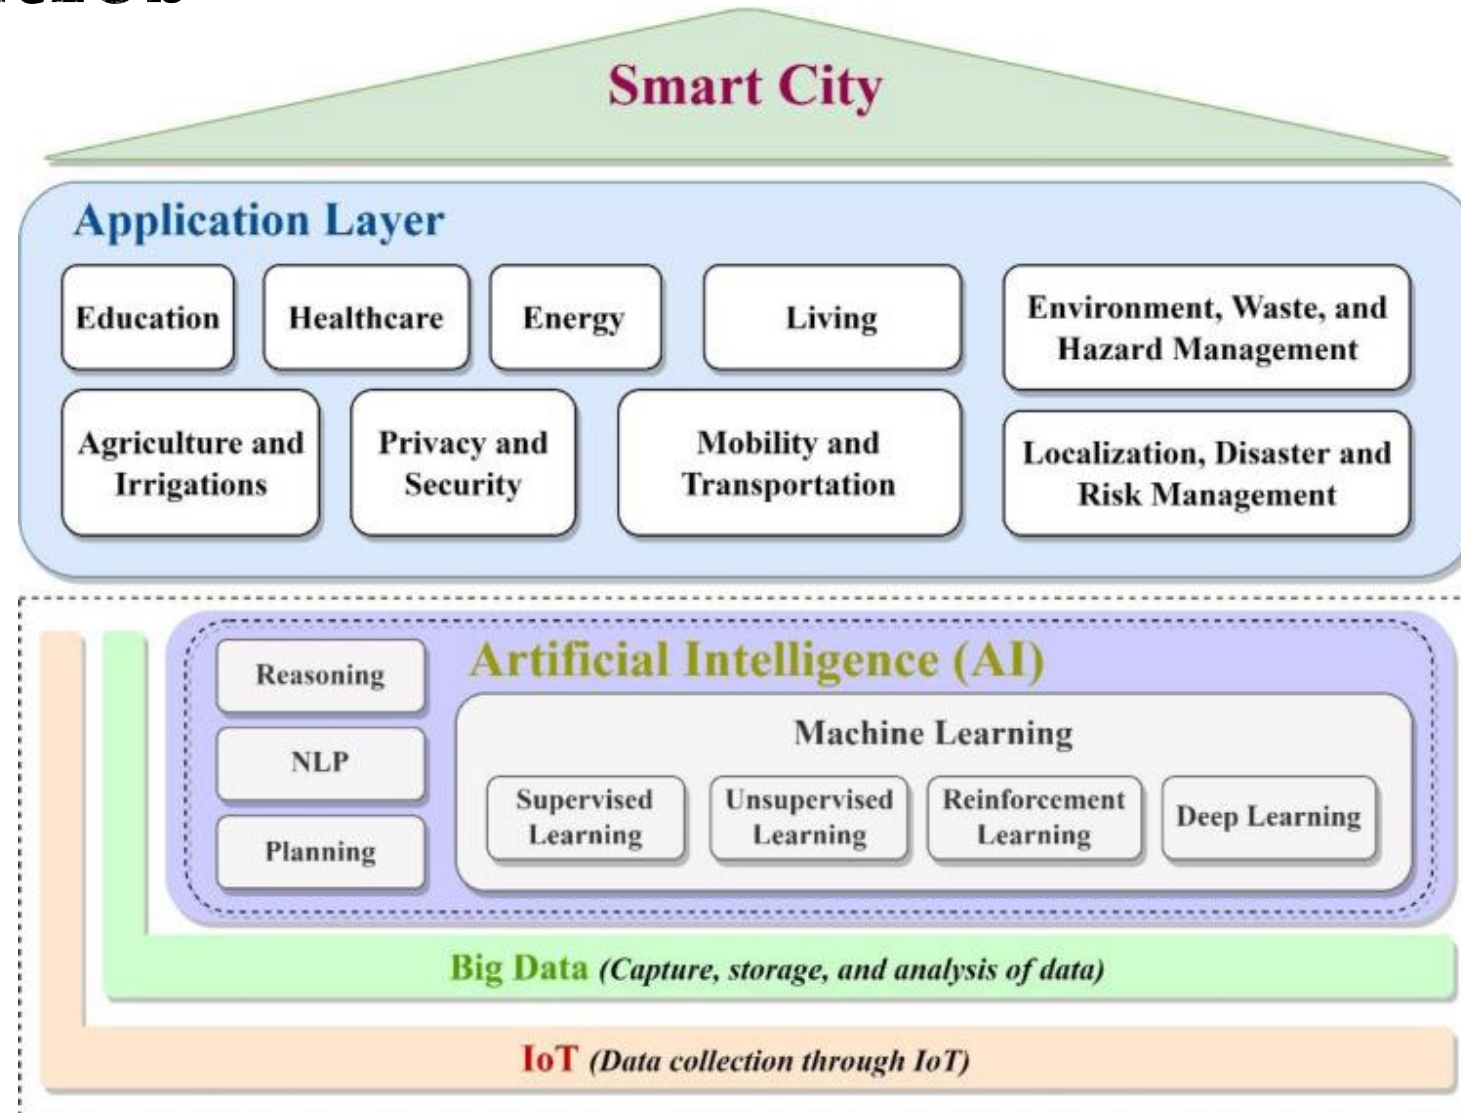 Smart City
Application Layer
Education
Healthcare
Energy
Living
Environment, Waste, and
Hazard Management
Agriculture and
Irrigations
Privacy and
Security
Mobility and
Transportation
Localization, Disaster and
Risk Management
Artificial Intelligence (AI)
Reasoning
NLP
Planning
Machine Learning
Supervised
Learning
Unsupervised
Learning
Reinforcement
Learning
Deep Learning
Big Data (Capture, storage, and analysis of data)
IoT (Data collection through IoT)